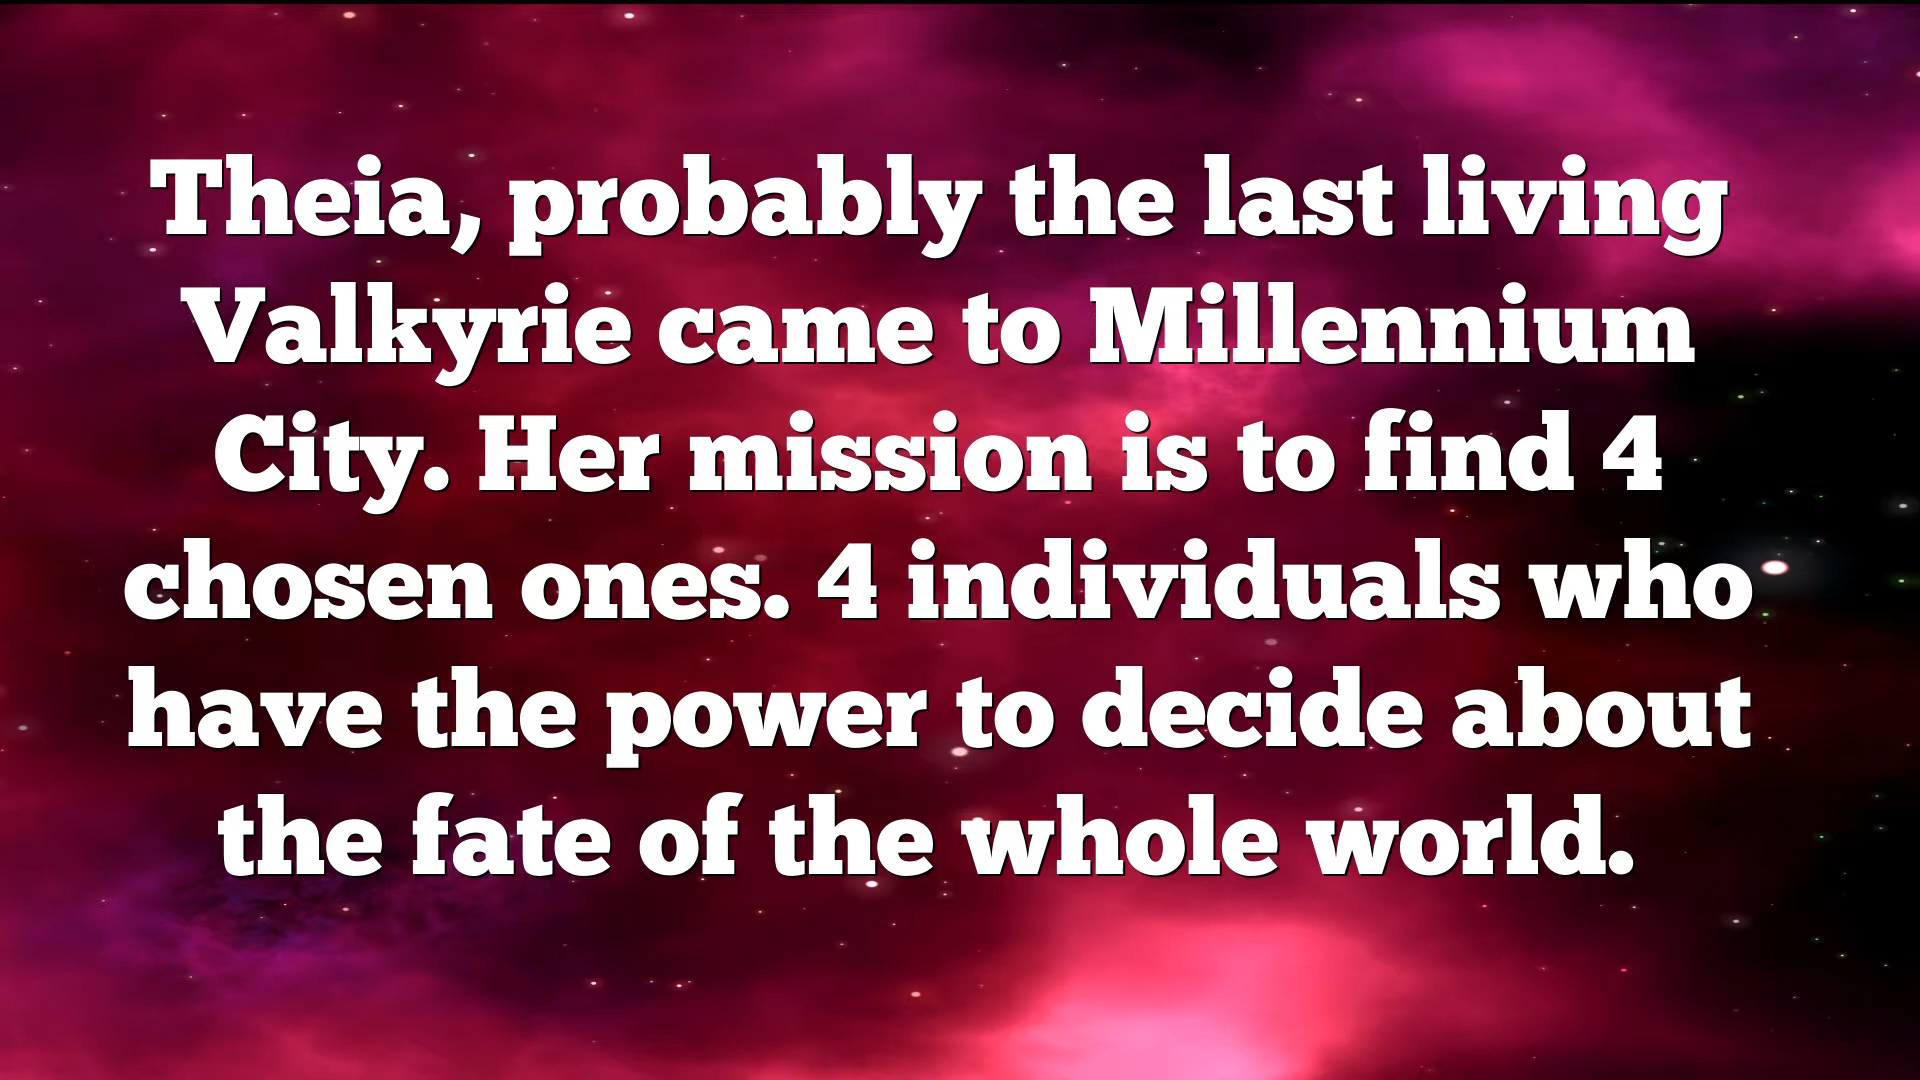 Theia, probably the last living
Valkyrie came to Millennium
City. Her mission is to find 4
chosen ones. 4 individuals who
have the power to decide about
the fate of the whole world.